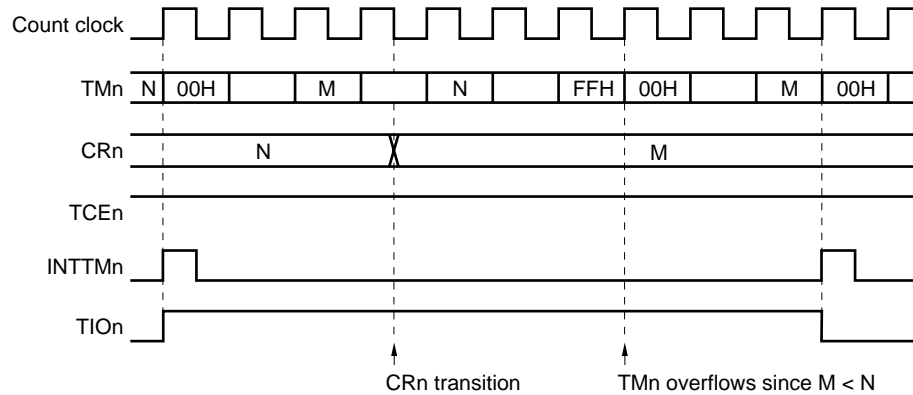 Count clock
TMn N 00H M N FFH 00H M 00H
CRn N M
TCEn
INTTMn
TIOn
CRn transition TMn overflows since M < N